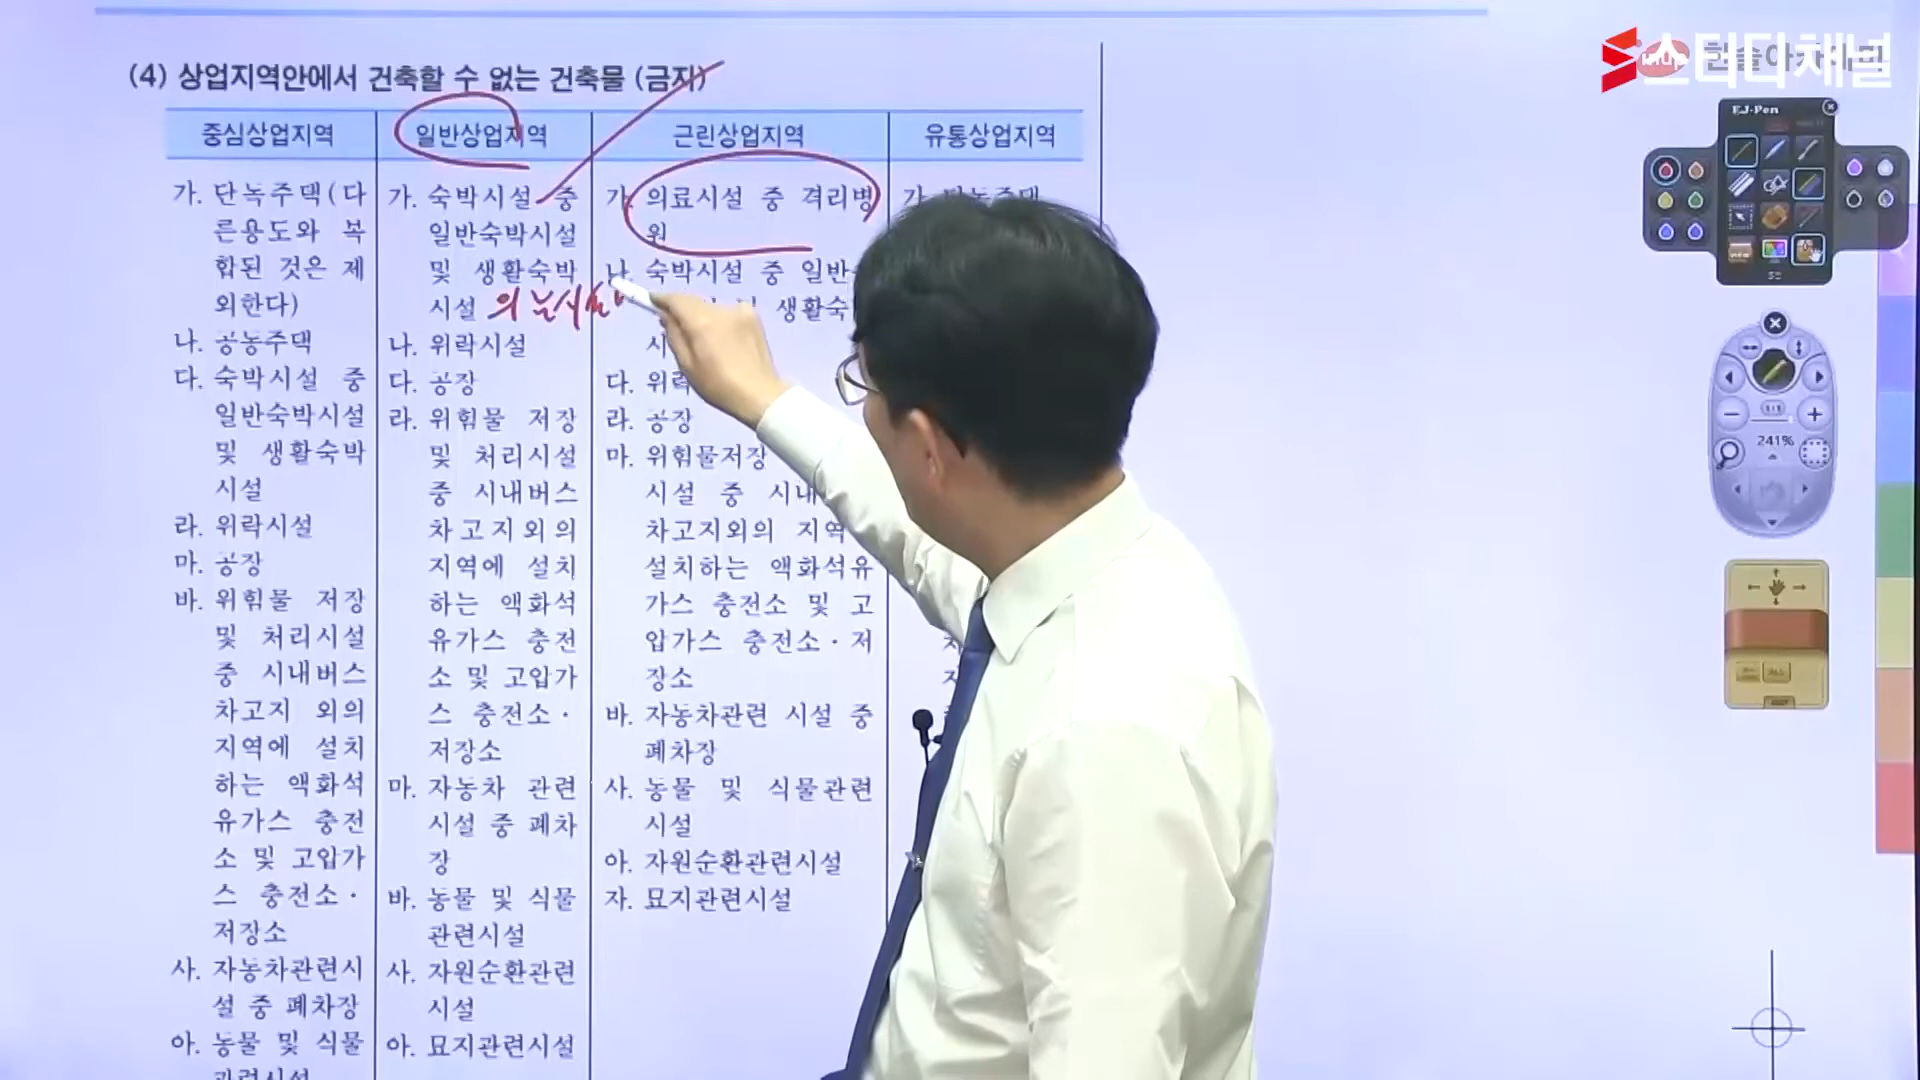 스터디채널
(4) 상업지역안에서 건축할 수 없는 건축물 (금지)
중심상업지역
가. 단독주택(다
른용도와 복
합된 것은 제
외한다)
나. 공동주택
다. 숙박시설 중
일반숙박시설
및 생활숙박
시설
라. 위락시설
마. 공장
바. 위험물 저장
및 처리시설
중 시내버스
차고지 외의
지역에 설치
하는 액화석
유가스 충전
소 및 고압가
스 충전소·
저장소
사. 자동차관련시
설 중 폐차장
아. 동물 및 식물
관련시설
일반상업지역
가. 숙박시설 중
일반숙박시설
및 생활숙박
시설
나. 위락시설
다. 공장
라. 위험물 저장
및 처리시설
중 시내버스
차고지외의
지역에 설치
하는 액화석
유가스 충전
소 및 고압가
스 충전소·
저장소
마. 자동차 관련
시설 중 폐차
장
바. 동물 및 식물
관련시설
사. 자원순환관련
시설
아. 묘지관련시설
근린상업지역
가. 의료시설 중 격리병
원
나. 숙박시설 중 일반
생활숙
시
다. 위락
라. 공장
마. 위험물저장
시설 중 시내
차고지외의 지역
설치하는 액화석유
가스 충전소 및 고
압가스 충전소·저
장소
바. 자동차관련 시설 중
폐차장
사. 동물 및 식물관련
시설
아. 자원순환관련시설
자. 묘지관련시설
유통상업지역
가. 단독주택
EJ-Pen
241%